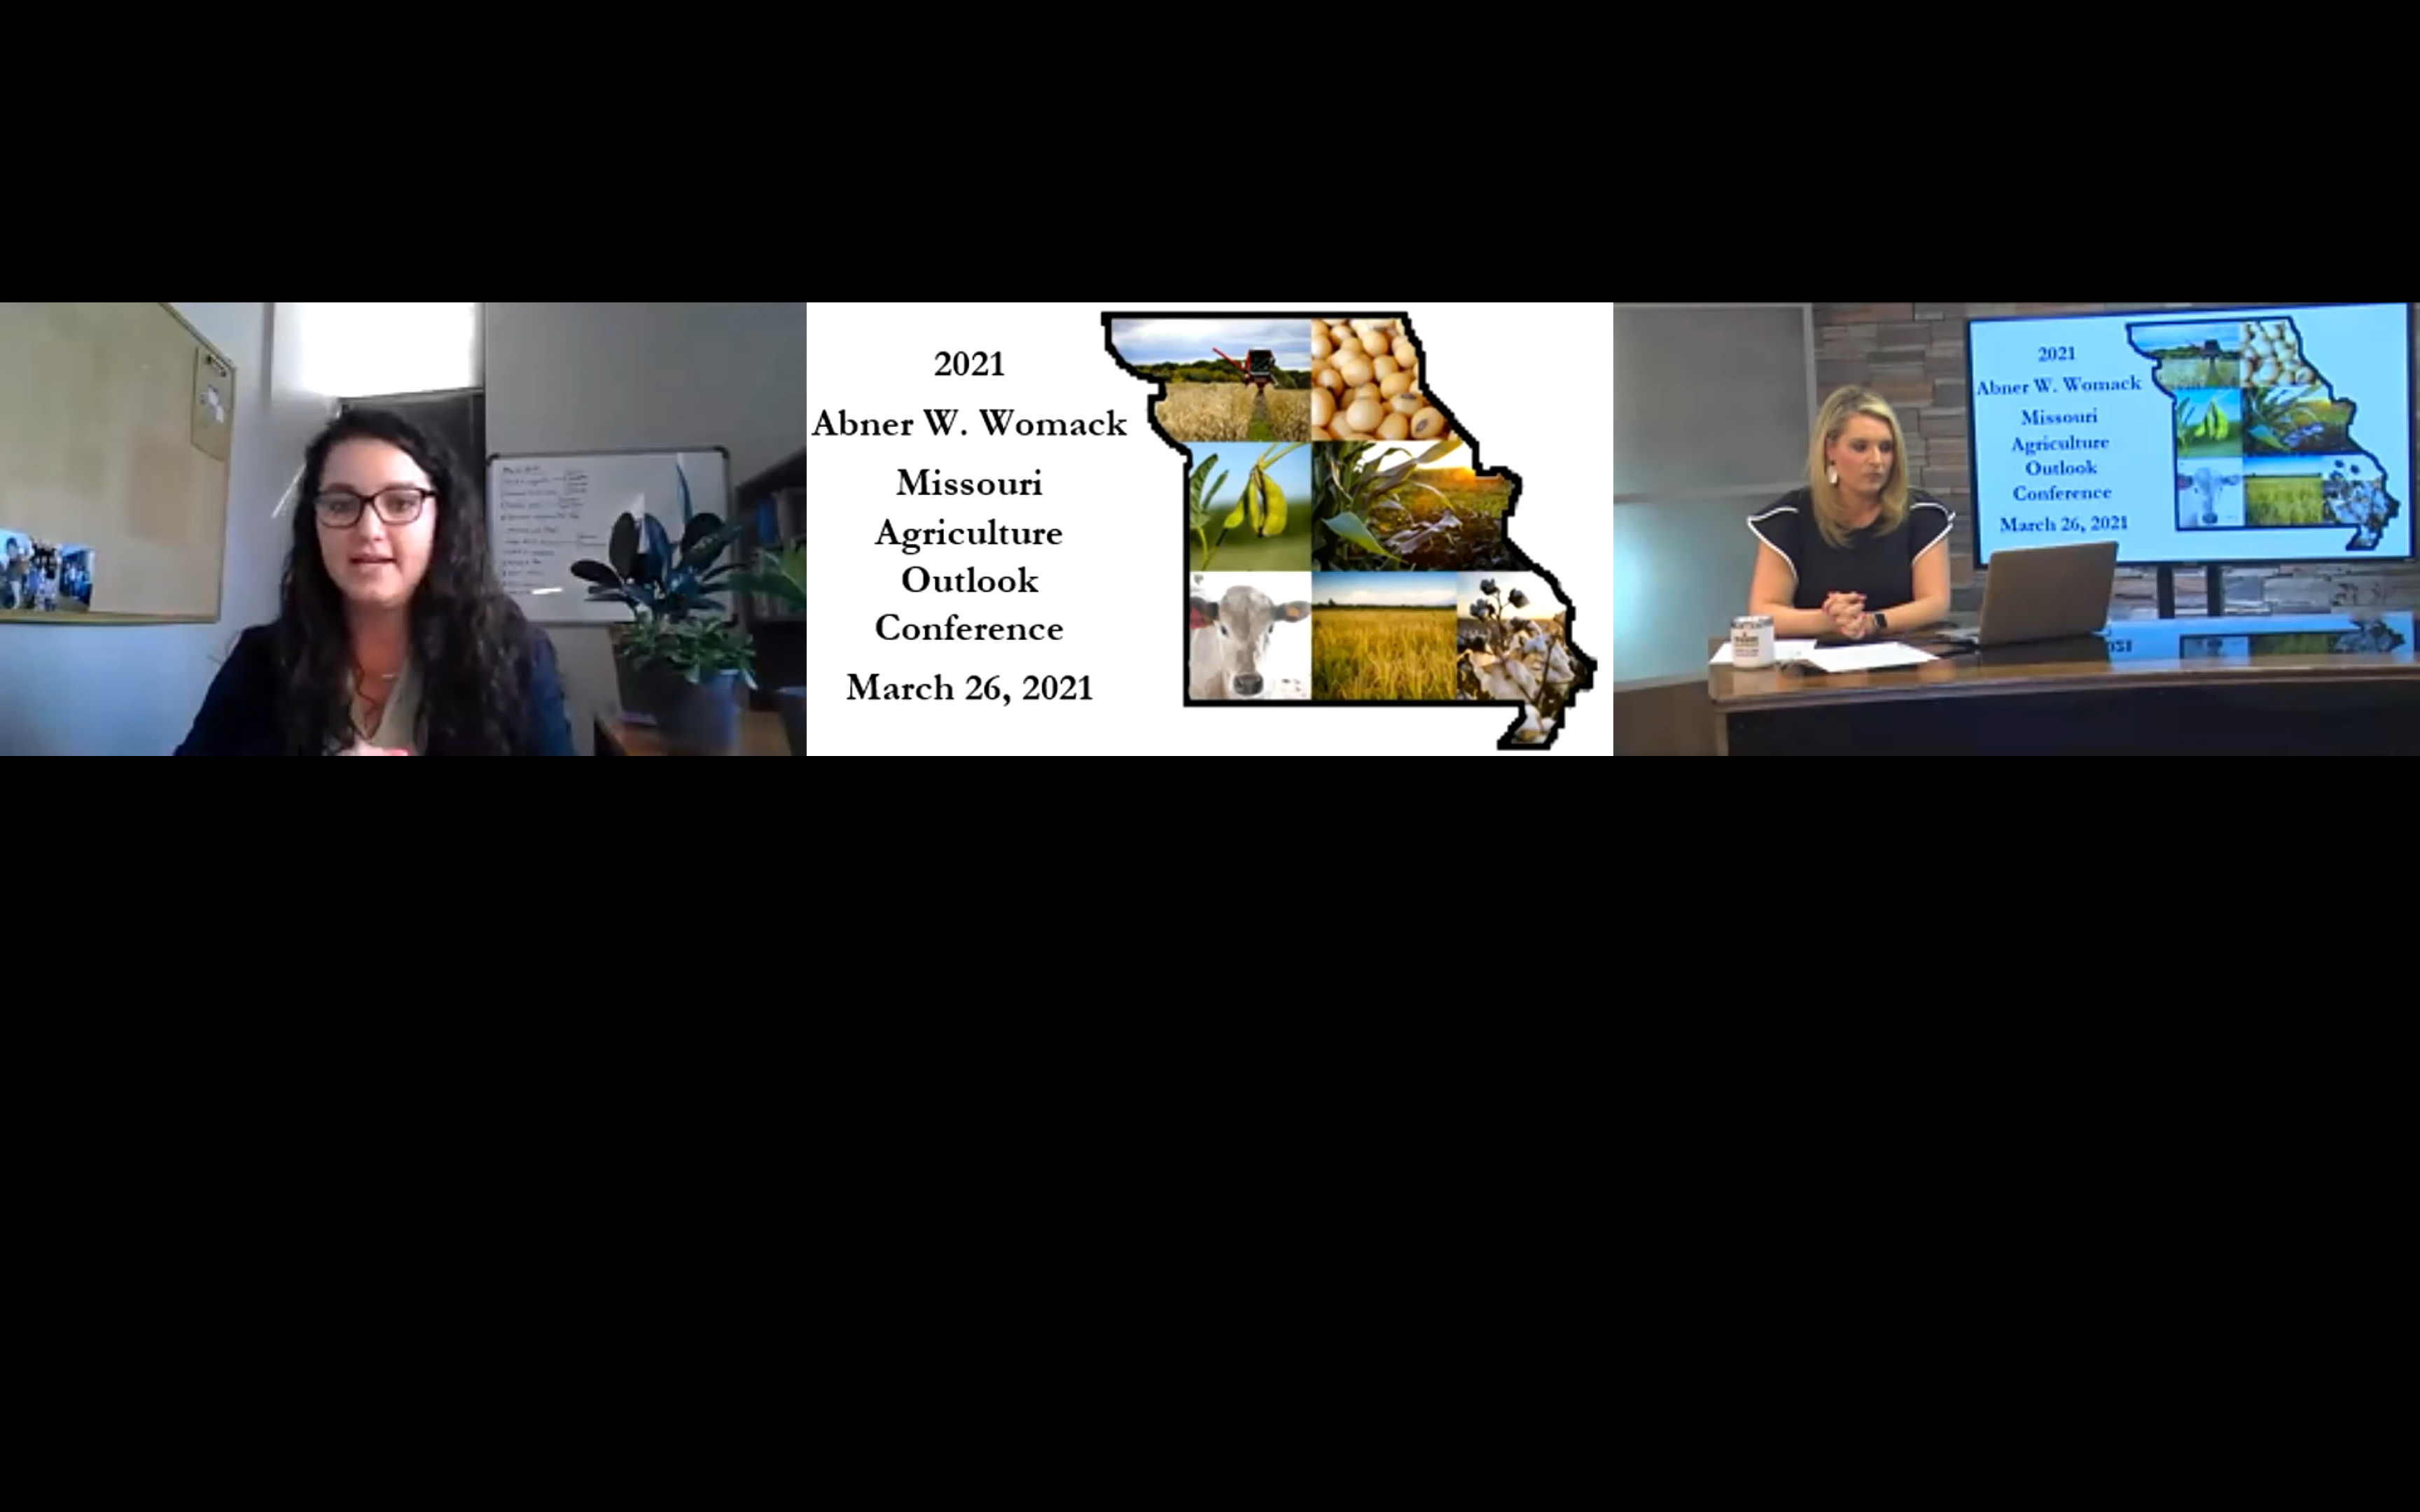 2021
Abner W. Womack
Missouri
Agriculture
Outlook
Conference
March 26, 2021
2021
Abner W. Womack
Missouri
Agriculture
Outlook
Conference
March 26, 2021